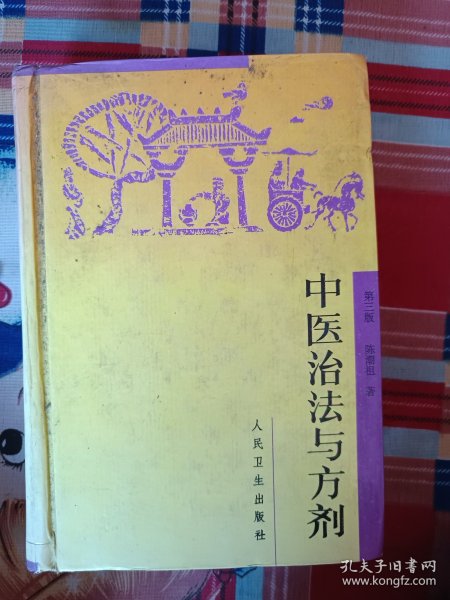 中医治法与方剂
第三版 陈潮祖 著
人民卫生出版社
孔夫子旧书网
www.kongfz.com